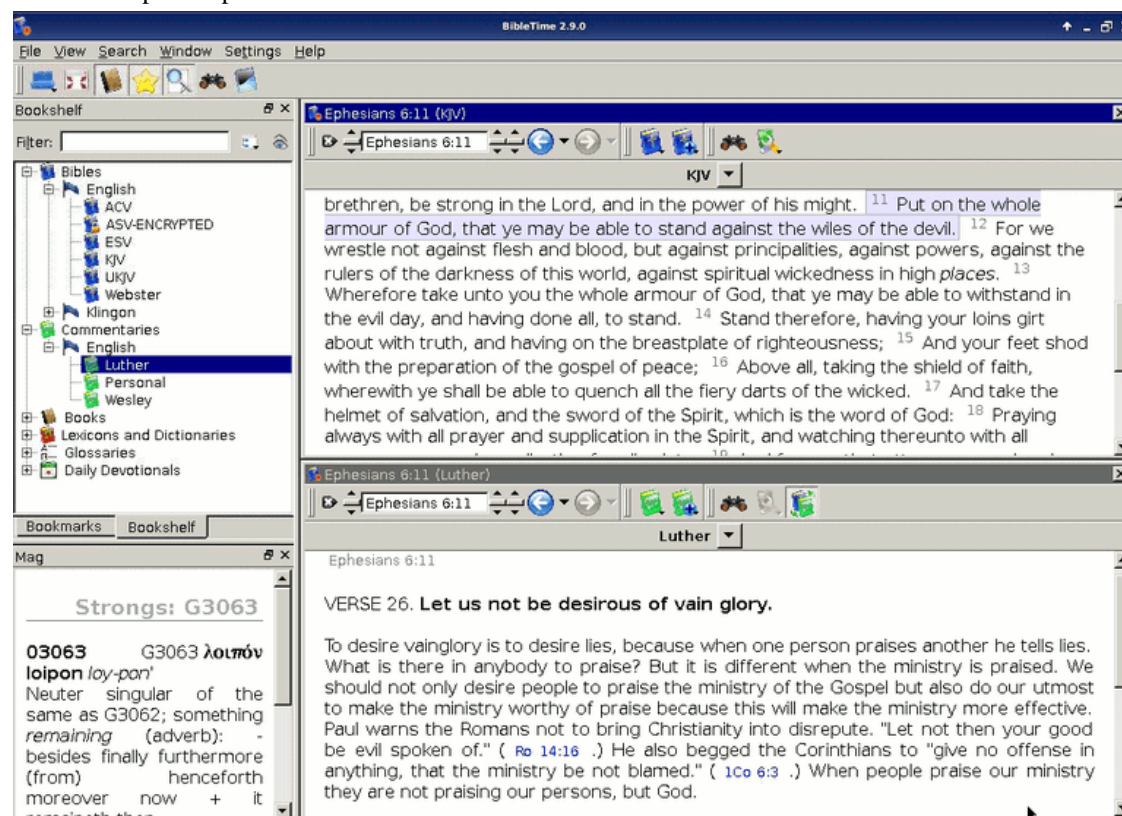 BibleTime 2.9.0
File View Search Window Settings Help
Bookshelf
Filter:
Bibles
English
ACV
ASV-ENCRYPTED
ESV
KJV
UKJV
Webster
Klingon
Commentaries
English
Luther
Personal
Wesley
Books
Lexicons and Dictionaries
Glossaries
Daily Devotionals
Bookmarks Bookshelf
Mag
Strongs: G3063
03063 G3063 λοιπόν
loipon loy-pon'
Neuter singular of the
same as G3062; something
remaining (adverb): -
besides finally furthermore
(from) henceforth
moreover now + it
Ephesians 6:11 (KJV)
Ephesians 6:11
KJV
brethren, be strong in the Lord, and in the power of his might. 11 Put on the whole
armour of God, that ye may be able to stand against the wiles of the devil. 12 For we
wrestle not against flesh and blood, but against principalities, against powers, against the
rulers of the darkness of this world, against spiritual wickedness in high places. 13
Wherefore take unto you the whole armour of God, that ye may be able to withstand in
the evil day, and having done all, to stand. 14 Stand therefore, having your loins girt
about with truth, and having on the breastplate of righteousness; 15 And your feet shod
with the preparation of the gospel of peace; 16 Above all, taking the shield of faith,
wherewith ye shall be able to quench all the fiery darts of the wicked. 17 And take the
helmet of salvation, and the sword of the Spirit, which is the word of God: 18 Praying
always with all prayer and supplication in the Spirit, and watching thereunto with all
Ephesians 6:11 (Luther)
Ephesians 6:11
Luther
Ephesians 6:11
VERSE 26. Let us not be desirous of vain glory.
To desire vainglory is to desire lies, because when one person praises another he tells lies.
What is there in anybody to praise? But it is different when the ministry is praised. We
should not only desire people to praise the ministry of the Gospel but also do our utmost
to make the ministry worthy of praise because this will make the ministry more effective.
Paul warns the Romans not to bring Christianity into disrepute. "Let not then your good
be evil spoken of." ( Ro 14:16 .) He also begged the Corinthians to "give no offense in
anything, that the ministry be not blamed." ( 1Co 6:3 .) When people praise our ministry
they are not praising our persons, but God.